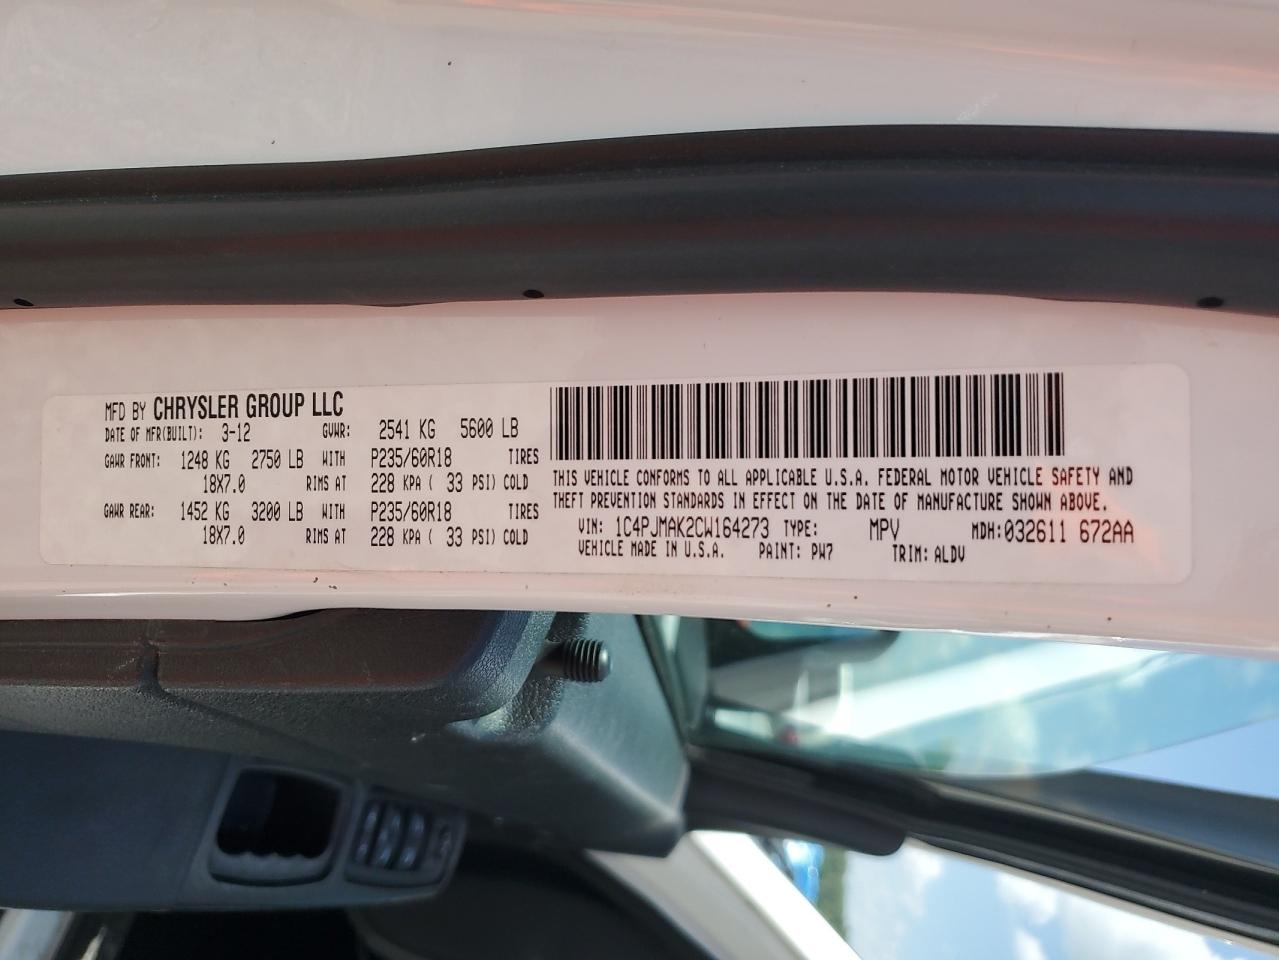 MFD BY CHRYSLER GROUP LLC
DATE OF MFR(BUILT): 3-12 GVWR: 2541 KG 5600 LB
GAWR FRONT: 1248 KG 2750 LB WITH P235/60R18 TIRES
18X7.0 RIMS AT 228 KPA ( 33 PSI) COLD
GAWR REAR: 1452 KG 3200 LB WITH P235/60R18 TIRES
18X7.0 RIMS AT 228 KPA ( 33 PSI) COLD
THIS VEHICLE CONFORMS TO ALL APPLICABLE U.S.A. FEDERAL MOTOR VEHICLE SAFETY AND
THEFT PREVENTION STANDARDS IN EFFECT ON THE DATE OF MANUFACTURE SHOWN ABOVE.
VIN: 1C4PJMAK2CW164273 TYPE: MPV MDH:032611 672AA
VEHICLE MADE IN U.S.A. PAINT: PW7 TRIM: ALDV